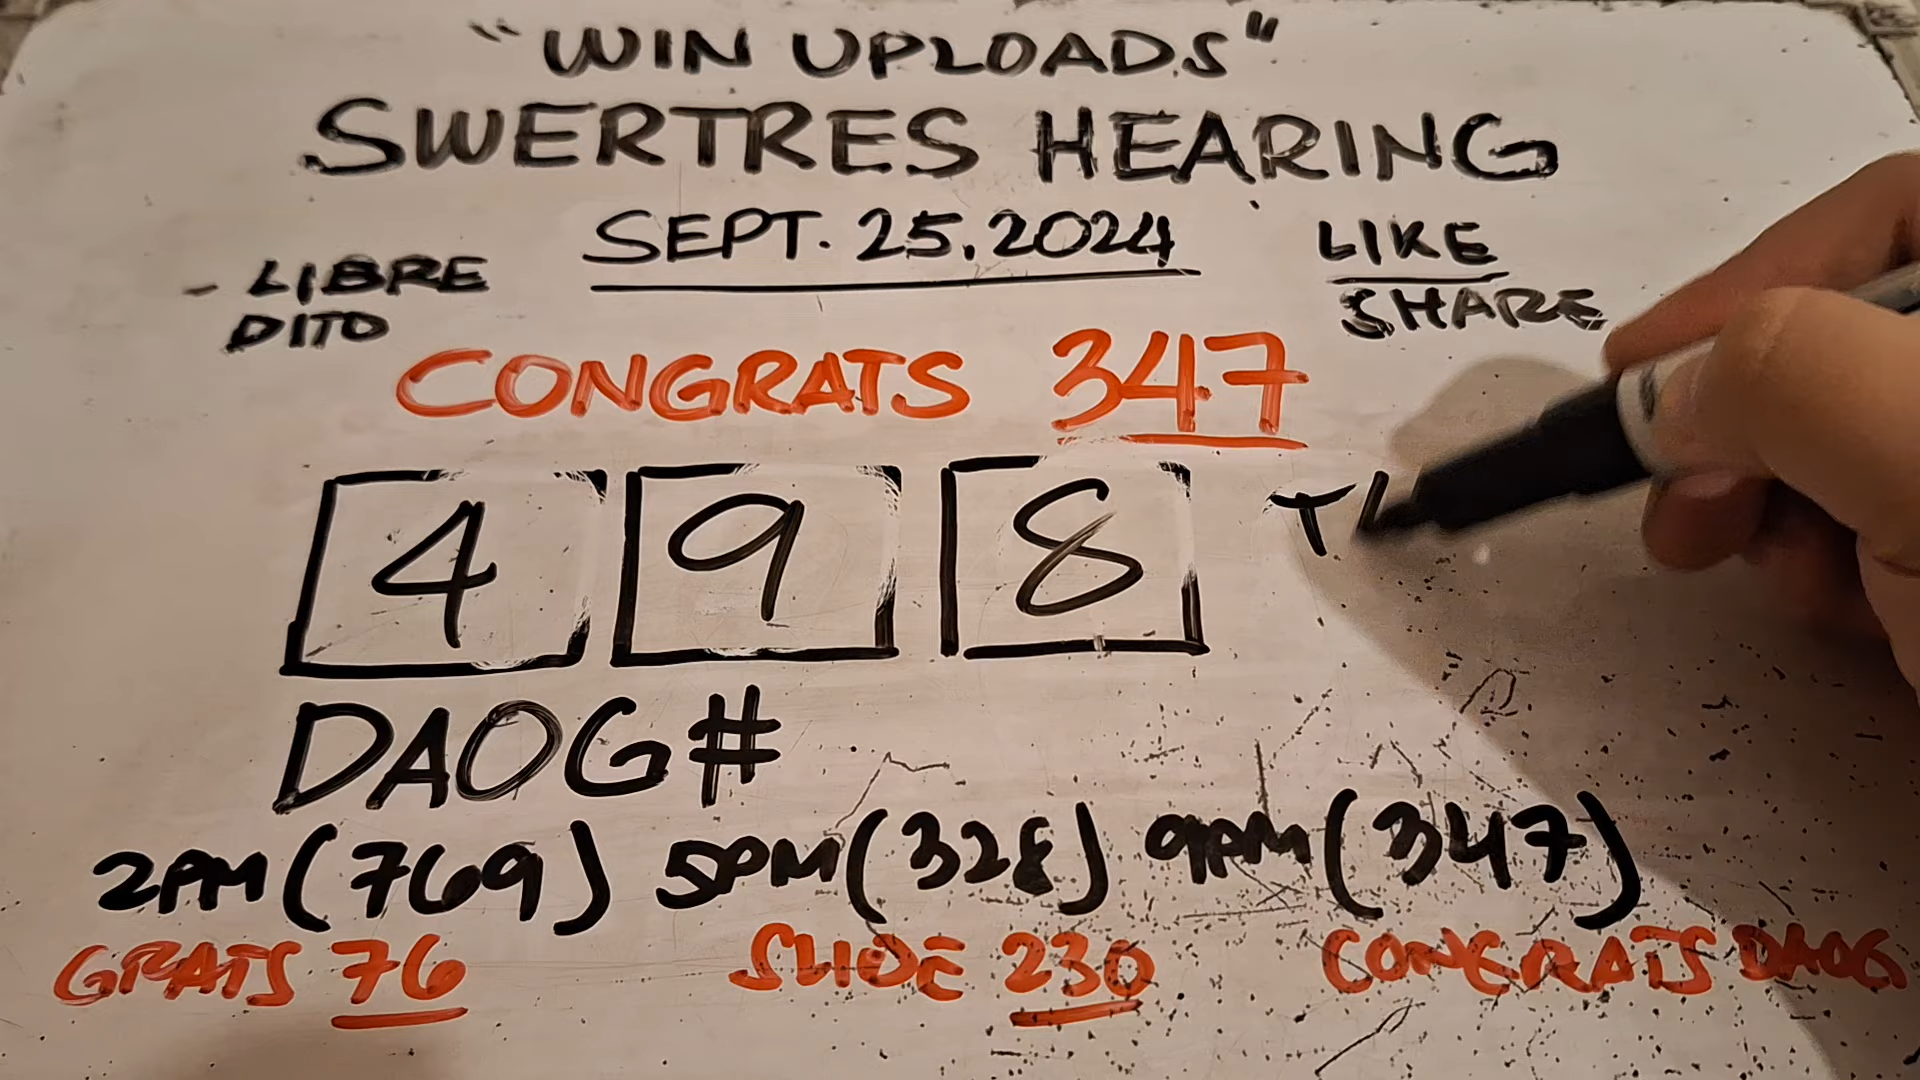 "WIN UPLOADS"
SWERTRES HEARING
SEPT. 25, 2024
- LIBRE
DITO
LIKE
SHARE
CONGRATS 347
4 9 8
DAOG#
2PM (769) 5PM (328) 9PM (347)
GRATS 76 SLIDE 230 CONGRATS DAOG